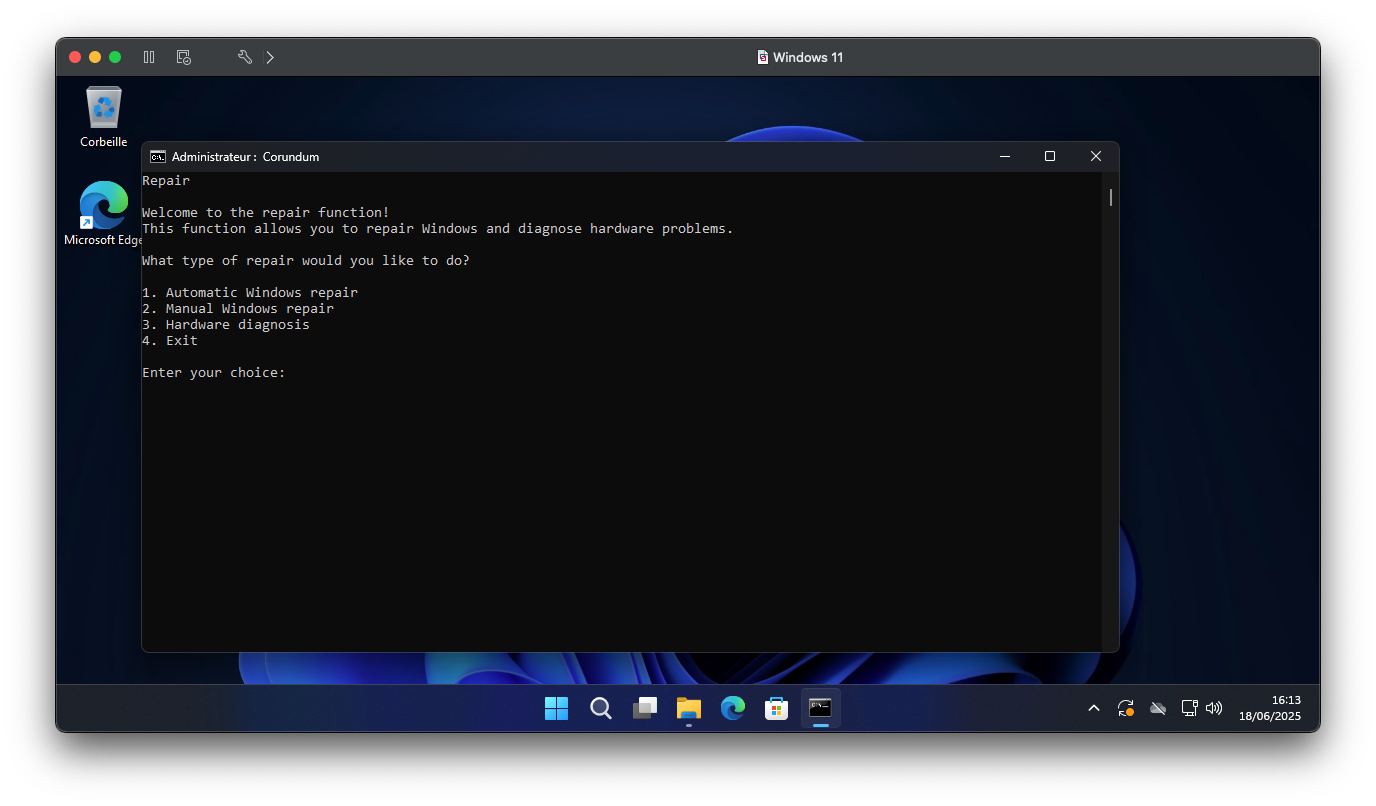 Windows 11
Corbeille
Microsoft Edge
Administrateur : Corundum
Repair
Welcome to the repair function!
This function allows you to repair Windows and diagnose hardware problems.
What type of repair would you like to do?
1. Automatic Windows repair
2. Manual Windows repair
3. Hardware diagnosis
4. Exit
Enter your choice:
16:13
18/06/2025